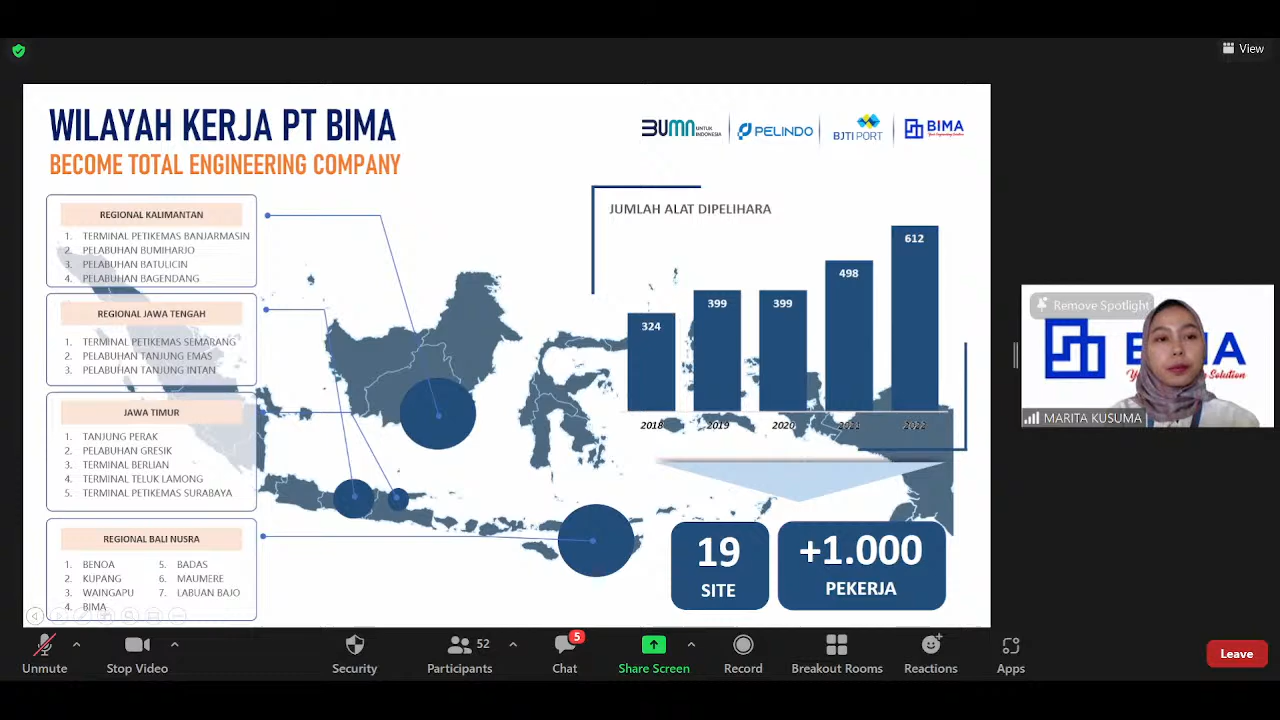 View
WILAYAH KERJA PT BIMA
BECOME TOTAL ENGINEERING COMPANY
BUMN UNTUK INDONESIA
PELINDO
BJTI PORT
BIMA
REGIONAL KALIMANTAN
1. TERMINAL PETIKEMAS BANJARMASIN
2. PELABUHAN BUMIHARJO
3. PELABUHAN BATULICIN
4. PELABUHAN BAGENDANG
REGIONAL JAWA TENGAH
1. TERMINAL PETIKEMAS SEMARANG
2. PELABUHAN TANJUNG EMAS
3. PELABUHAN TANJUNG INTAN
JAWA TIMUR
1. TANJUNG PERAK
2. PELABUHAN GRESIK
3. TERMINAL BERLIAN
4. TERMINAL TELUK LAMONG
5. TERMINAL PETIKEMAS SURABAYA
REGIONAL BALI NUSRA
1. BENOA
2. KUPANG
3. WAINGAPU
4. BIMA
5. BADAS
6. MAUMERE
7. LABUAN BAJO
JUMLAH ALAT DIPELIHARA
324
399
399
498
612
2018
2019
2020
2021
2022
19
SITE
+1.000
PEKERJA
Remove Spotlight
MARITA KUSUMA
Unmute
Stop Video
Security
52
Participants
5
Chat
Share Screen
Record
Breakout Rooms
Reactions
Apps
Leave